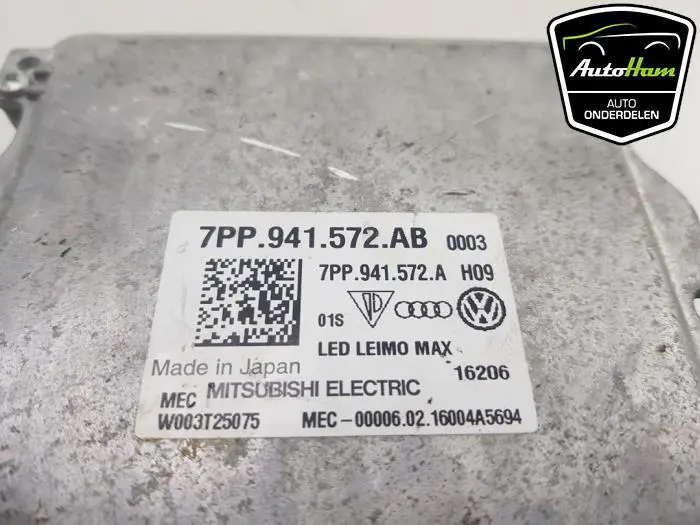 AutoHam
AUTO
ONDERDELEN
7PP.941.572.AB 0003
7PP.941.572.A H09
01S
LED LEIMO MAX
Made in Japan 16206
MEC MITSUBISHI ELECTRIC
W003T25075 MEC-00006.02.16004A5694